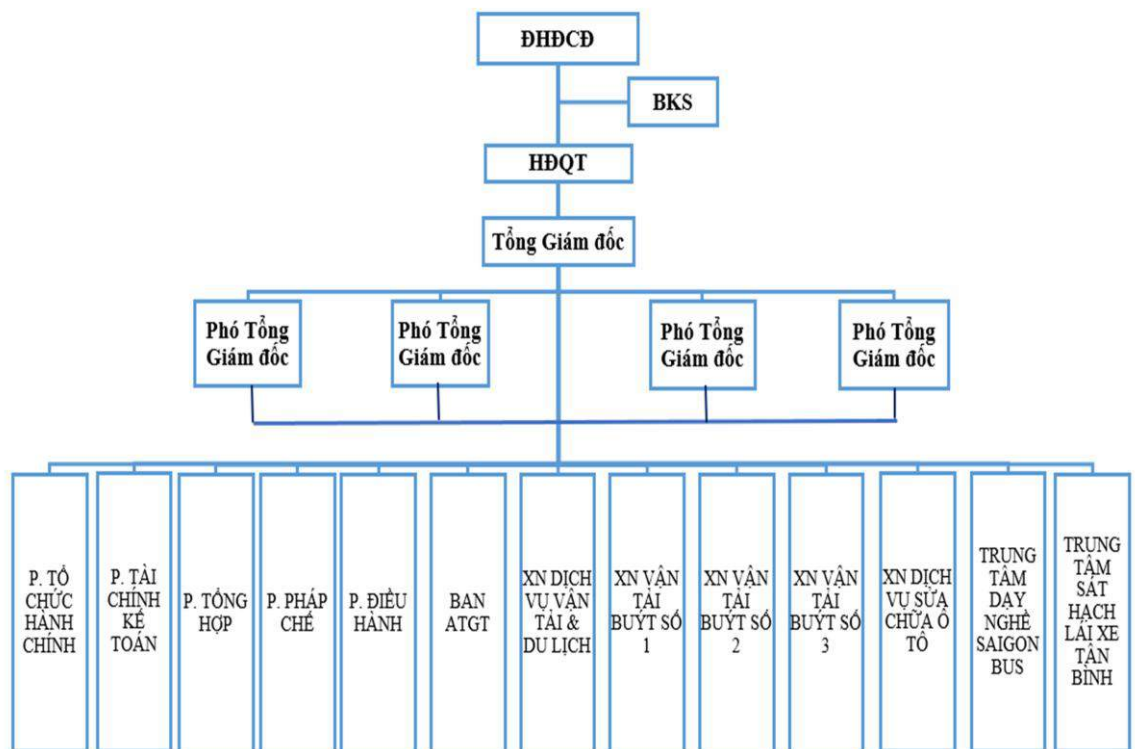 ĐHĐCĐ
BKS
HĐQT
Tổng Giám đốc
Phó Tổng
Giám đốc
Phó Tổng
Giám đốc
Phó Tổng
Giám đốc
Phó Tổng
Giám đốc
P. TỔ
CHỨC
HÀNH
CHÍNH
P. TÀI
CHÍNH
KẾ
TOÁN
P. TỔNG
HỢP
P. PHÁP
CHẾ
P. ĐIỀU
HÀNH
BAN
ATGT
XN DỊCH
VỤ VẬN
TẢI &
DU LỊCH
XN VẬN
TẢI
BUÝT SỐ
1
XN VẬN
TẢI
BUÝT SỐ
2
XN VẬN
TẢI
BUÝT SỐ
3
XN DỊCH
VỤ SỬA
CHỮA Ô
TÔ
TRUNG
TÂM
DẠY
NGHỀ
SAIGON
BUS
TRUNG
TÂM
SÁT
HẠCH
LÁI XE
TÂN
BÌNH